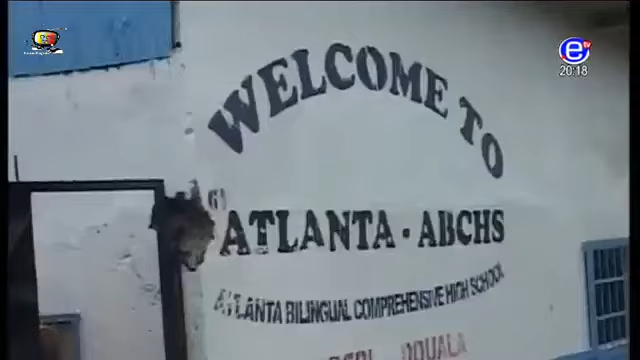 e
20:18
WELCOME TO
ATLANTA - ABCHS
ATLANTA BILINGUAL COMPREHENSIVE HIGH SCHOOL
DOUALA